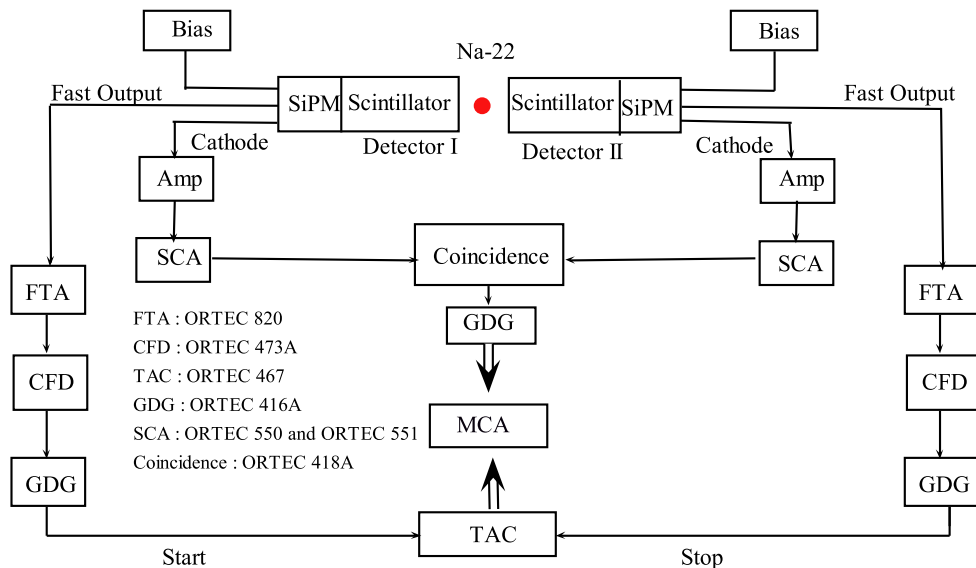 Bias
Bias
Na-22
Fast Output
SiPM
Scintillator
Scintillator
SiPM
Fast Output
Cathode
Detector I
Detector II
Cathode
Amp
Amp
SCA
Coincidence
SCA
FTA
FTA
GDG
FTA : ORTEC 820
CFD : ORTEC 473A
TAC : ORTEC 467
GDG : ORTEC 416A
SCA : ORTEC 550 and ORTEC 551
Coincidence : ORTEC 418A
CFD
CFD
MCA
GDG
GDG
TAC
Start
Stop